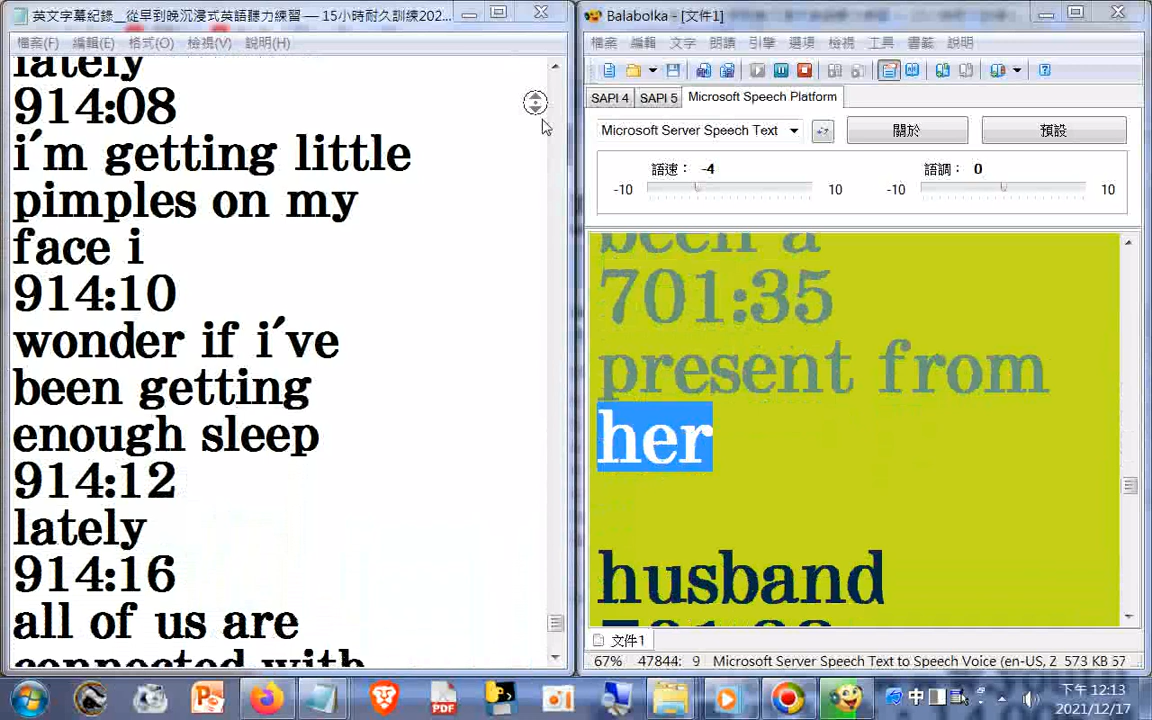 英文字幕紀錄__從早到晚沉浸式英語聽力練習 — 15小時耐久訓練202...
檔案(F) 編輯(E) 格式(O) 檢視(V) 說明(H)
lately
914:08
i'm getting little
pimples on my
face i
914:10
wonder if i've
been getting
enough sleep
914:12
lately
914:16
all of us are
connected with
Balabolka - [文件1]
檔案 編輯 文字 朗讀 引擎 選項 檢視 工具 書籤 說明
SAPI 4 SAPI 5 Microsoft Speech Platform
Microsoft Server Speech Text 關於 預設
語速： -4 語調： 0
-10 10 -10 10
been a
701:35
present from
her
husband
文件1
67% 47844: 9 Microsoft Server Speech Text to Speech Voice (en-US, 2 573 KB 57
中
下午 12:13
2021/12/17